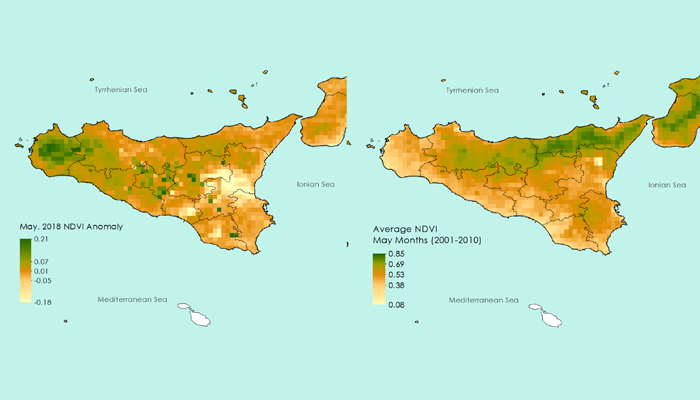 Tyrrhenian Sea
Ionian Sea
May, 2018 NDVI Anomaly
0.21
0.07
0.01
-0.05
-0.18
Mediterranean Sea
Tyrrhenian Sea
Ionian Sea
Average NDVI
May Months (2001-2010)
0.85
0.69
0.53
0.38
0.08
Mediterranean Sea